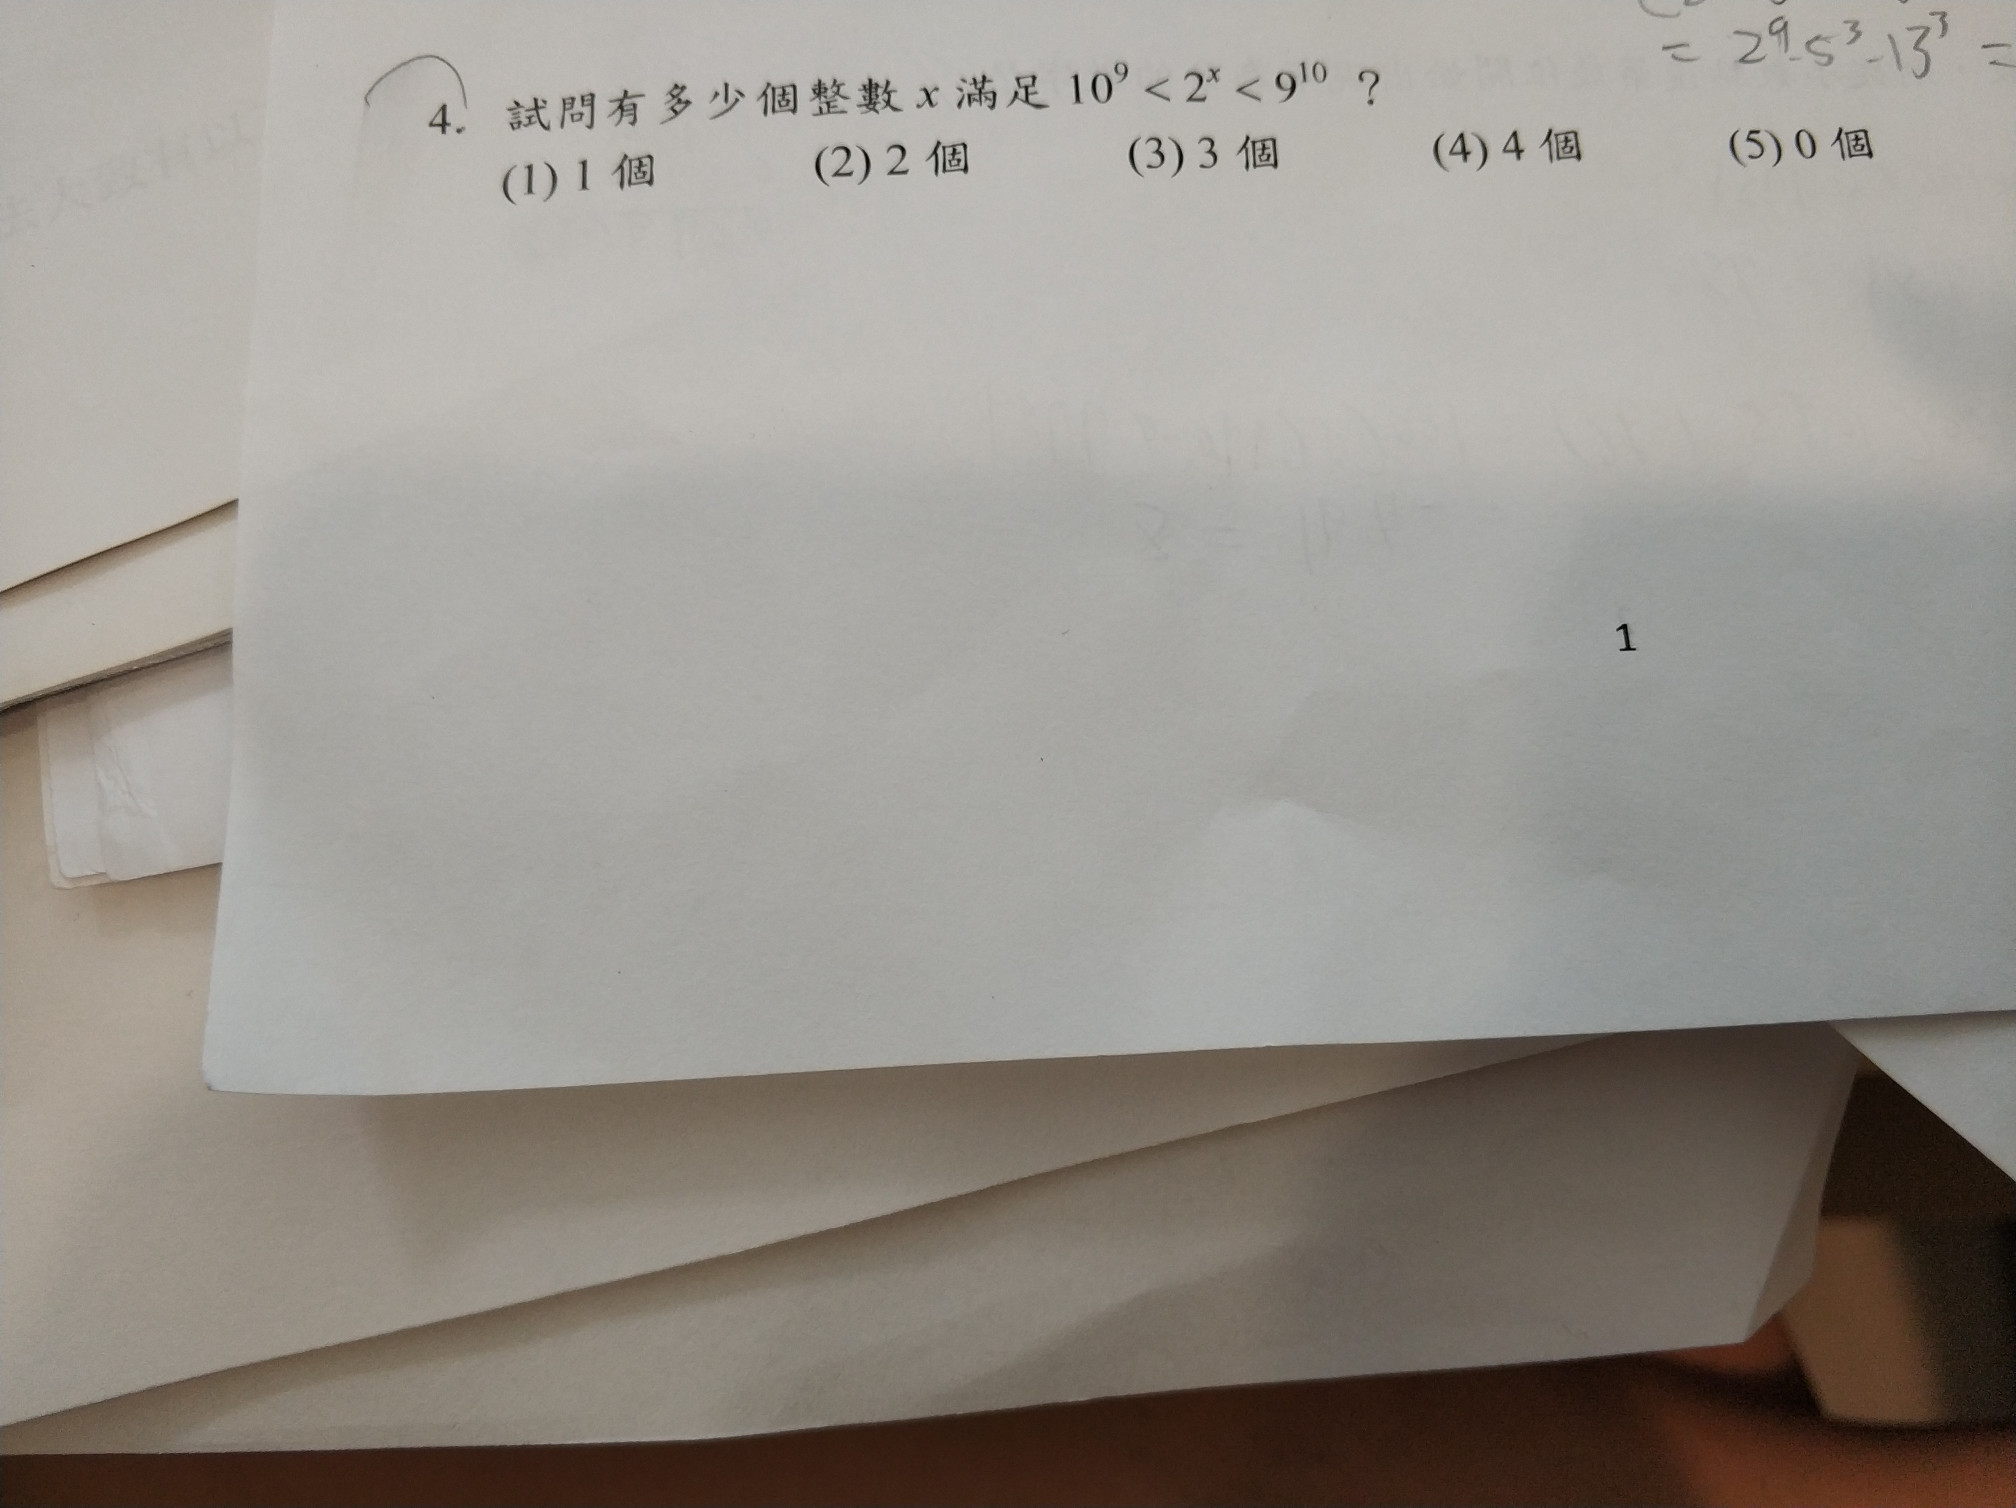 = 2⁹-5³-13³ =
4. 試問有多少個整數 x 滿足 10⁹ < 2ˣ < 9¹⁰ ？
(1) 1 個 (2) 2 個 (3) 3 個 (4) 4 個 (5) 0 個
1